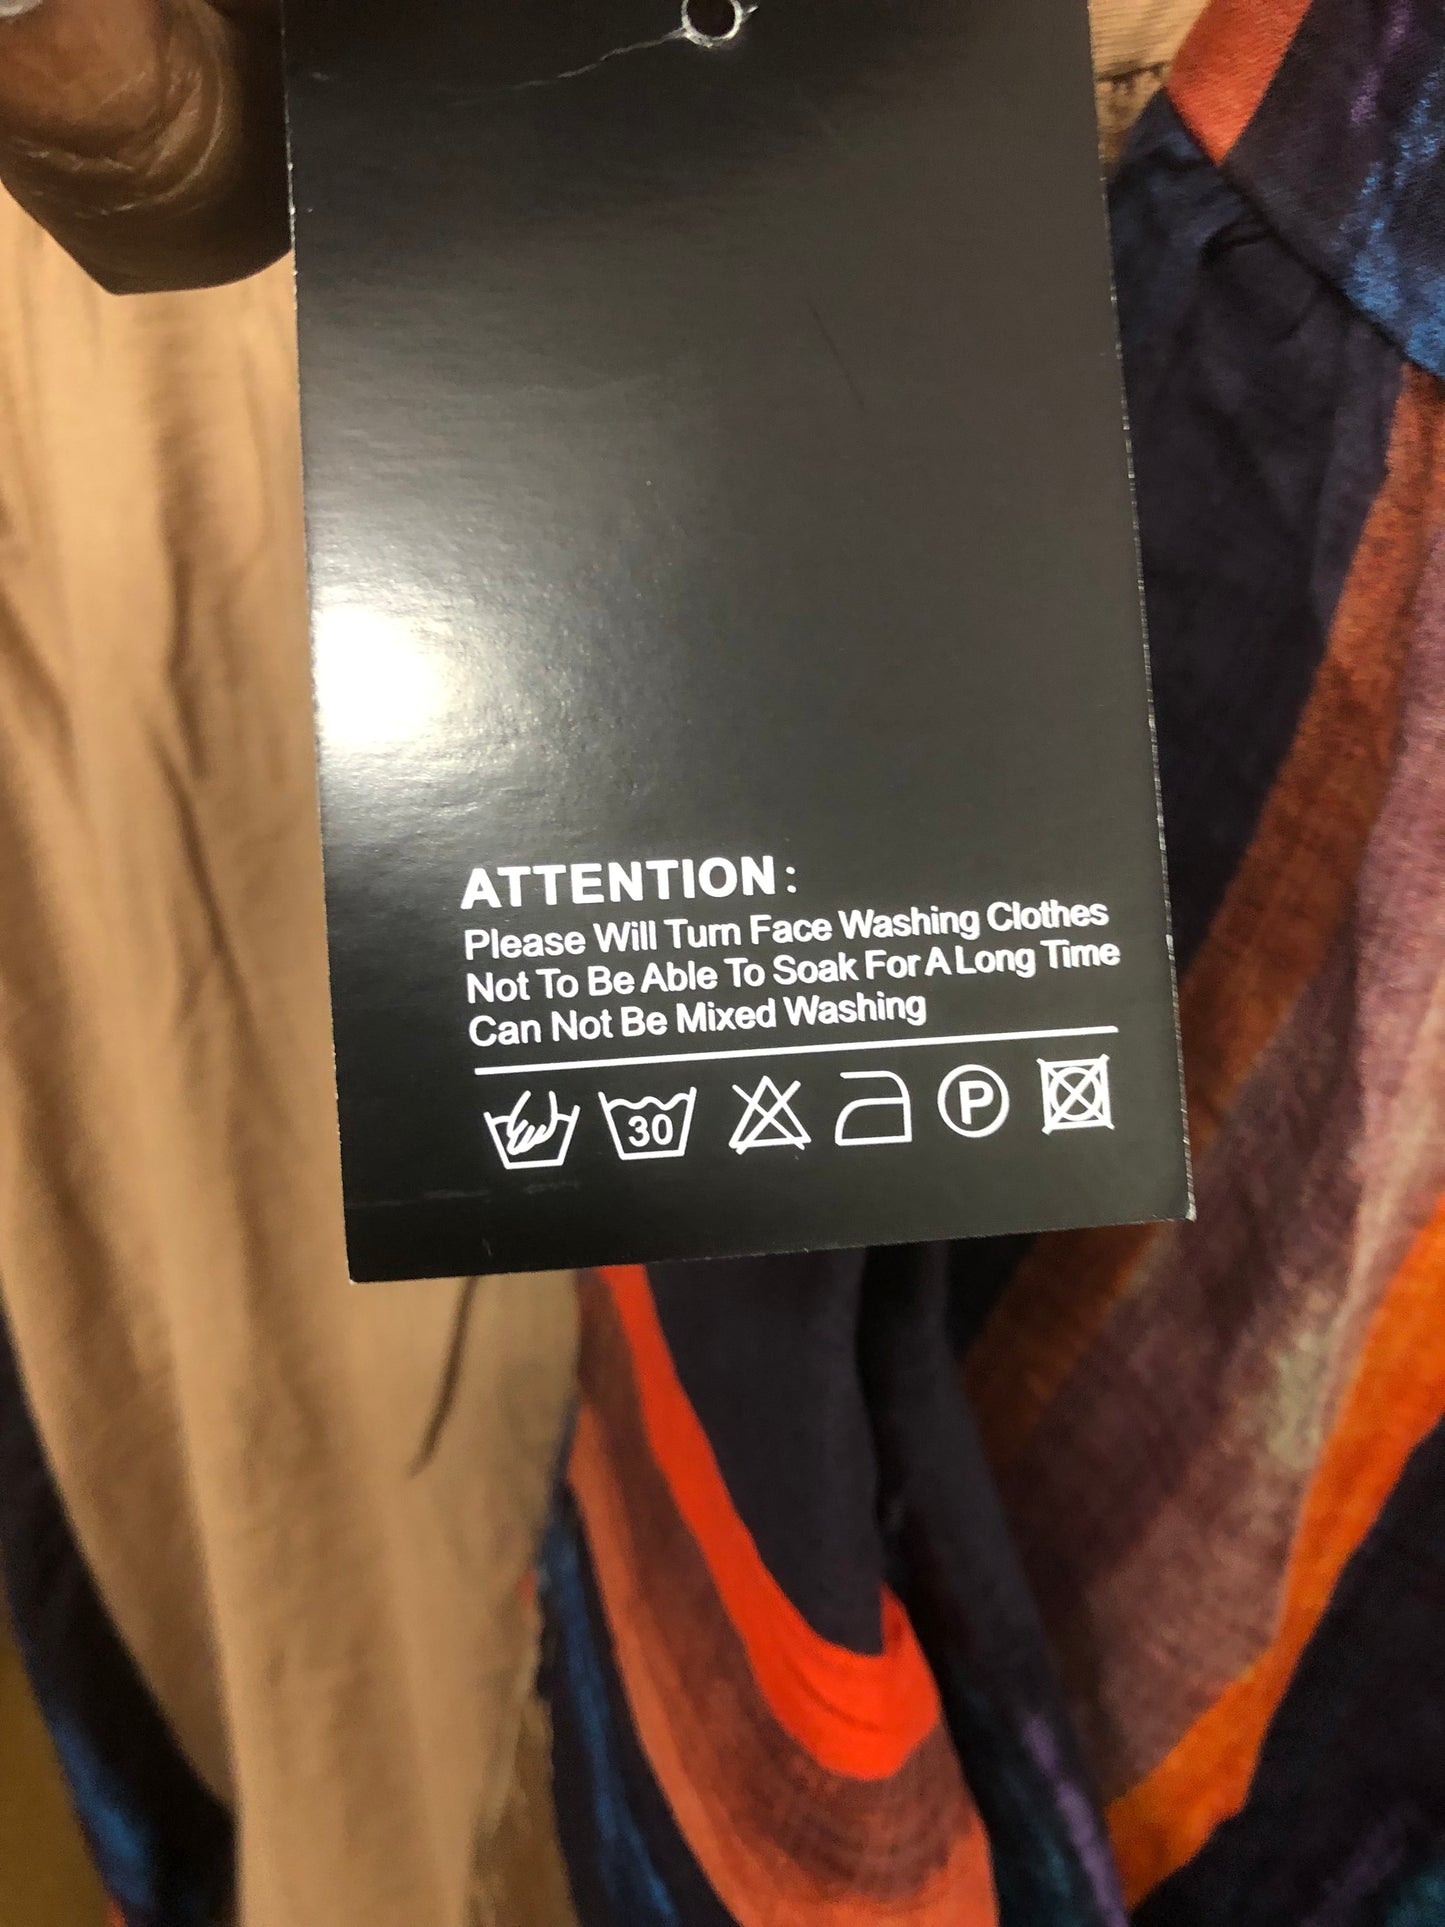 ATTENTION:
Please Will Turn Face Washing Clothes
Not To Be Able To Soak For A Long Time
Can Not Be Mixed Washing
30 P